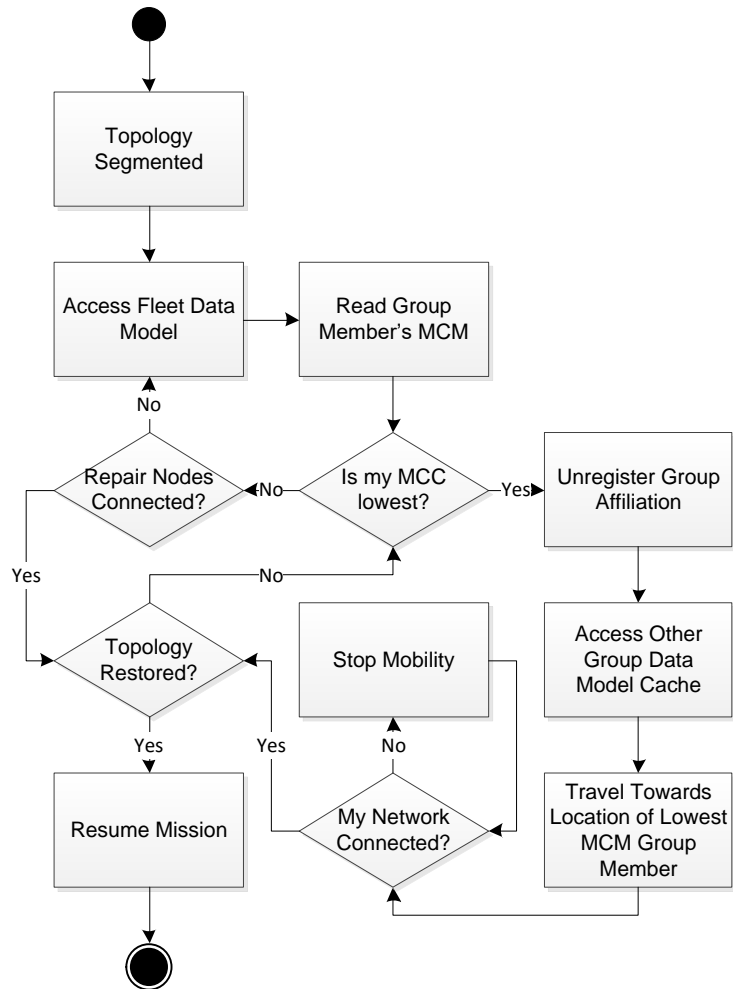 Topology
Segmented
Access Fleet Data
Model
Read Group
Member's MCM
No
Repair Nodes
Connected?
No
Is my MCC
lowest?
Yes
Unregister Group
Affiliation
Yes
No
Topology
Restored?
Stop Mobility
Access Other
Group Data
Model Cache
Yes
Yes
No
Resume Mission
My Network
Connected?
Travel Towards
Location of Lowest
MCM Group
Member